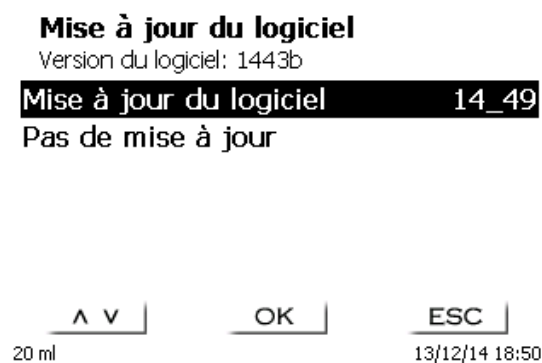 Mise à jour du logiciel
Version du logiciel: 1443b
Mise à jour du logiciel 14_49
Pas de mise à jour
∧ ∨ OK ESC
20 ml 13/12/14 18:50